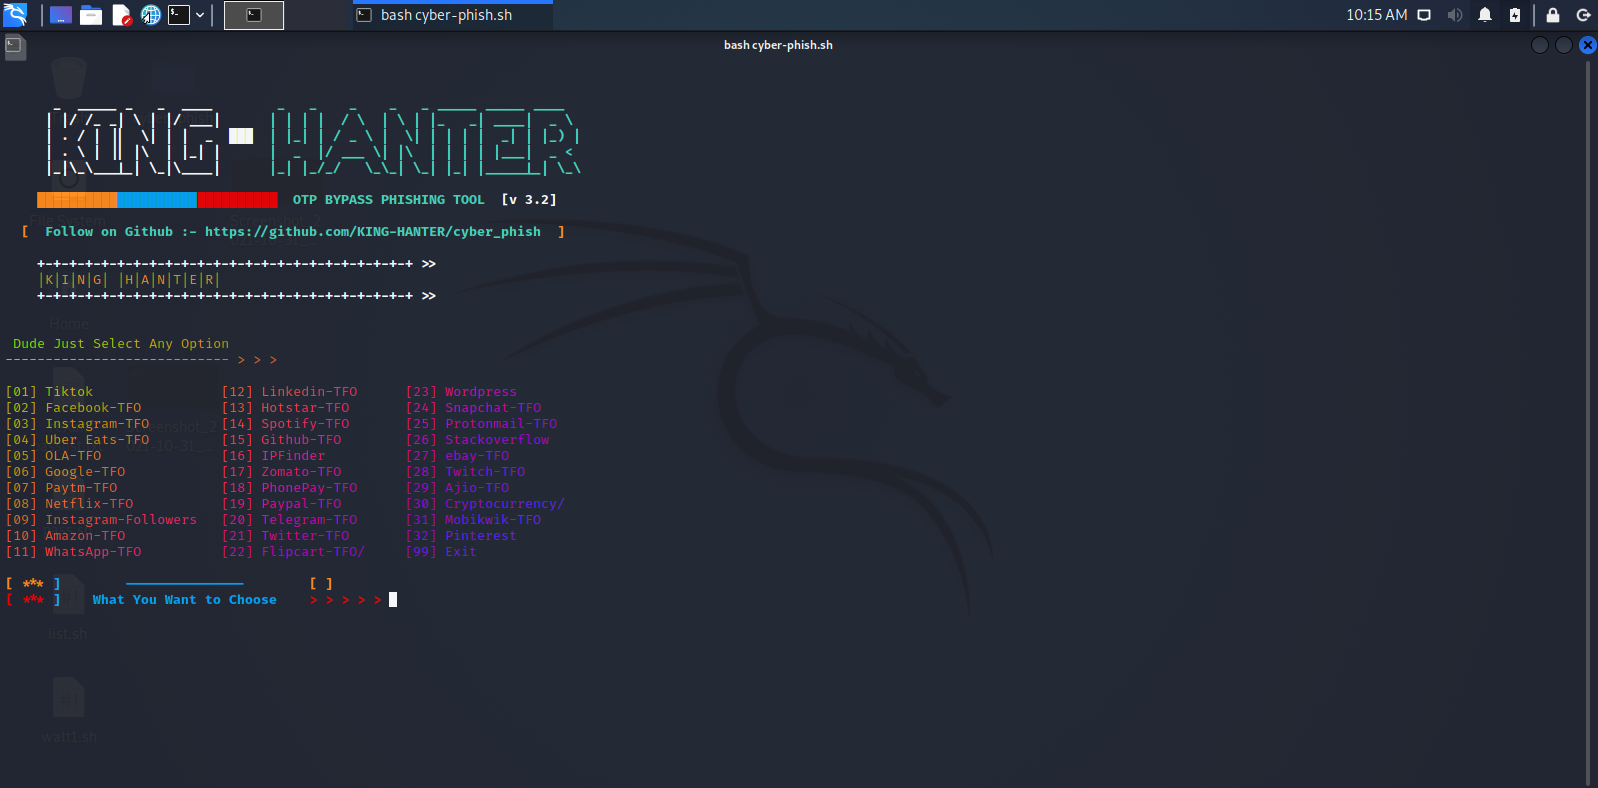 bash cyber-phish.sh
10:15 AM
bash cyber-phish.sh
KING-HANTER
OTP BYPASS PHISHING TOOL [v 3.2]
[ Follow on Github :- https://github.com/KING-HANTER/cyber_phish ]
File System
+-+-+-+-+-+-+-+-+-+-+-+-+-+-+-+-+-+-+-+-+-+-+-+ >>
|K|I|N|G| |H|A|N|T|E|R|
+-+-+-+-+-+-+-+-+-+-+-+-+-+-+-+-+-+-+-+-+-+-+-+ >>
Home
Dude Just Select Any Option
---------------------------- > > >
[01] Tiktok [12] Linkedin-TFO [23] Wordpress
[02] Facebook-TFO [13] Hotstar-TFO [24] Snapchat-TFO
[03] Instagram-TFO [14] Spotify-TFO [25] Protonmail-TFO
[04] Uber Eats-TFO [15] Github-TFO [26] Stackoverflow
[05] OLA-TFO [16] IPFinder [27] ebay-TFO
[06] Google-TFO [17] Zomato-TFO [28] Twitch-TFO
[07] Paytm-TFO [18] PhonePay-TFO [29] Ajio-TFO
[08] Netflix-TFO [19] Paypal-TFO [30] Cryptocurrency/
[09] Instagram-Followers [20] Telegram-TFO [31] Mobikwik-TFO
[10] Amazon-TFO [21] Twitter-TFO [32] Pinterest
[11] WhatsApp-TFO [22] Flipcart-TFO/ [99] Exit
[ *** ] [ ]
[ *** ] What You Want to Choose > > > > >
list.sh